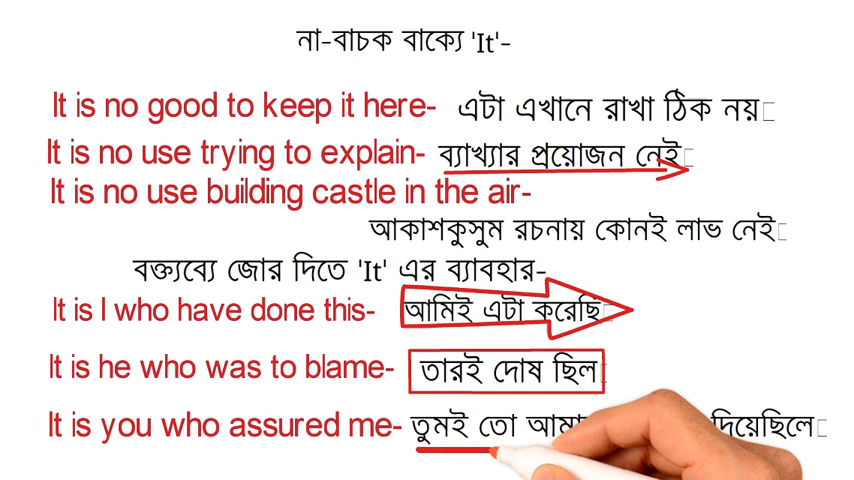 না-বাচক বাক্যে 'It'-
It is no good to keep it here- এটা এখানে রাখা ঠিক নয়
It is no use trying to explain- ব্যাখ্যার প্রয়োজন নেই
It is no use building castle in the air-
আকাশকুসুম রচনায় কোনই লাভ নেই
বক্ত্যব্যে জোর দিতে 'It' এর ব্যাবহার-
It is I who have done this- আমিই এটা করেছি
It is he who was to blame- তারই দোষ ছিল
It is you who assured me- তুমই তো দিয়েছিলে